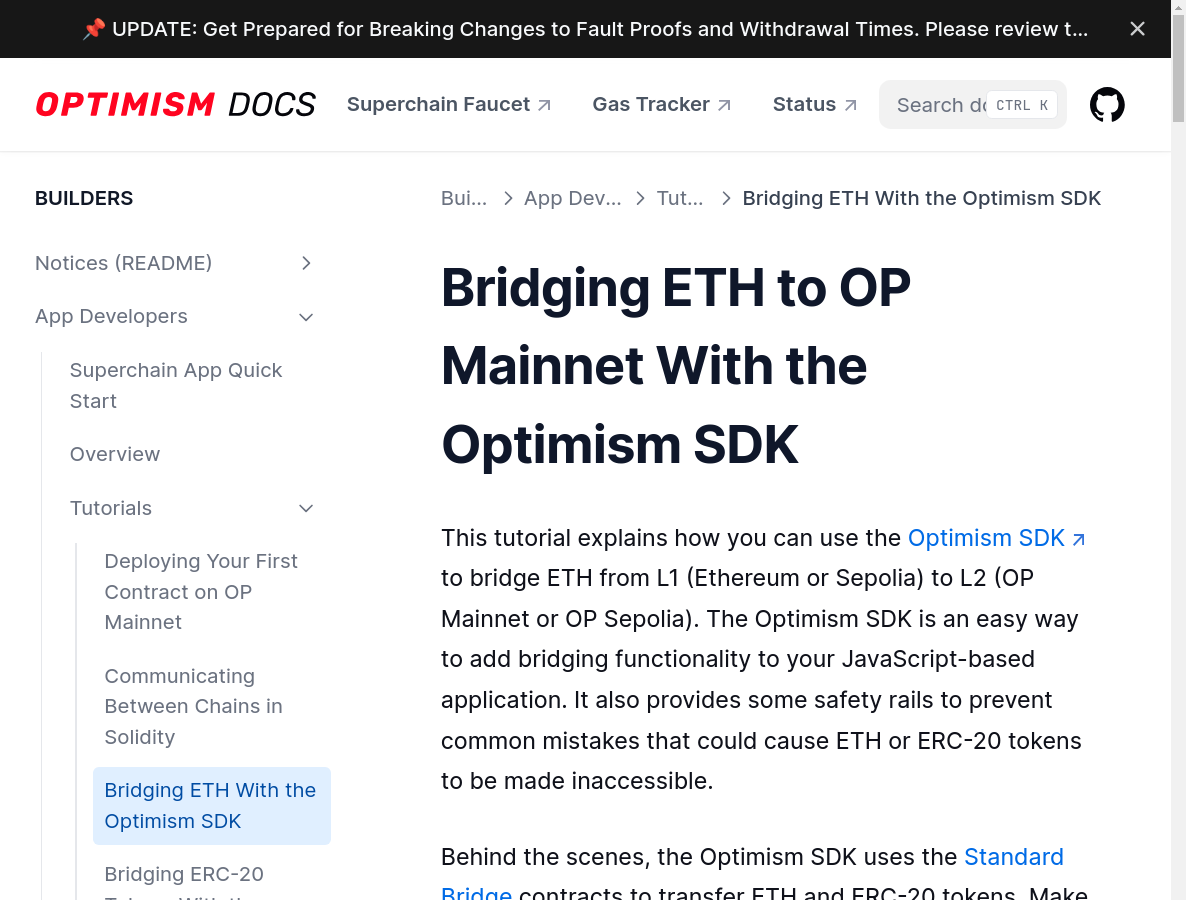 📌 UPDATE: Get Prepared for Breaking Changes to Fault Proofs and Withdrawal Times. Please review t...
OPTIMISM DOCS
Superchain Faucet
Gas Tracker
Status
Search do
CTRL K
BUILDERS
Notices (README)
App Developers
Superchain App Quick
Start
Overview
Tutorials
Deploying Your First
Contract on OP
Mainnet
Communicating
Between Chains in
Solidity
Bridging ETH With the
Optimism SDK
Bridging ERC-20
Bui... > App Dev... > Tut... > Bridging ETH With the Optimism SDK
Bridging ETH to OP
Mainnet With the
Optimism SDK
This tutorial explains how you can use the Optimism SDK
to bridge ETH from L1 (Ethereum or Sepolia) to L2 (OP
Mainnet or OP Sepolia). The Optimism SDK is an easy way
to add bridging functionality to your JavaScript-based
application. It also provides some safety rails to prevent
common mistakes that could cause ETH or ERC-20 tokens
to be made inaccessible.
Behind the scenes, the Optimism SDK uses the Standard
Bridge contracts to transfer ETH and ERC-20 tokens. Make